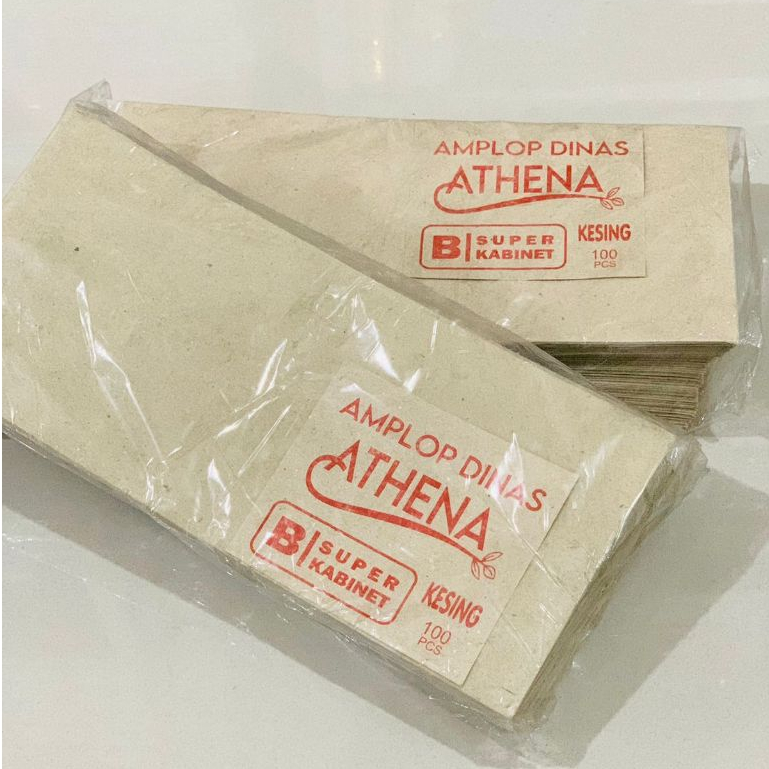 AMPLOP DINAS
ATHENA
B | SUPER KABINET
KESING
100
PCS
AMPLOP DINAS
ATHENA
B | SUPER KABINET
KESING
100
PCS